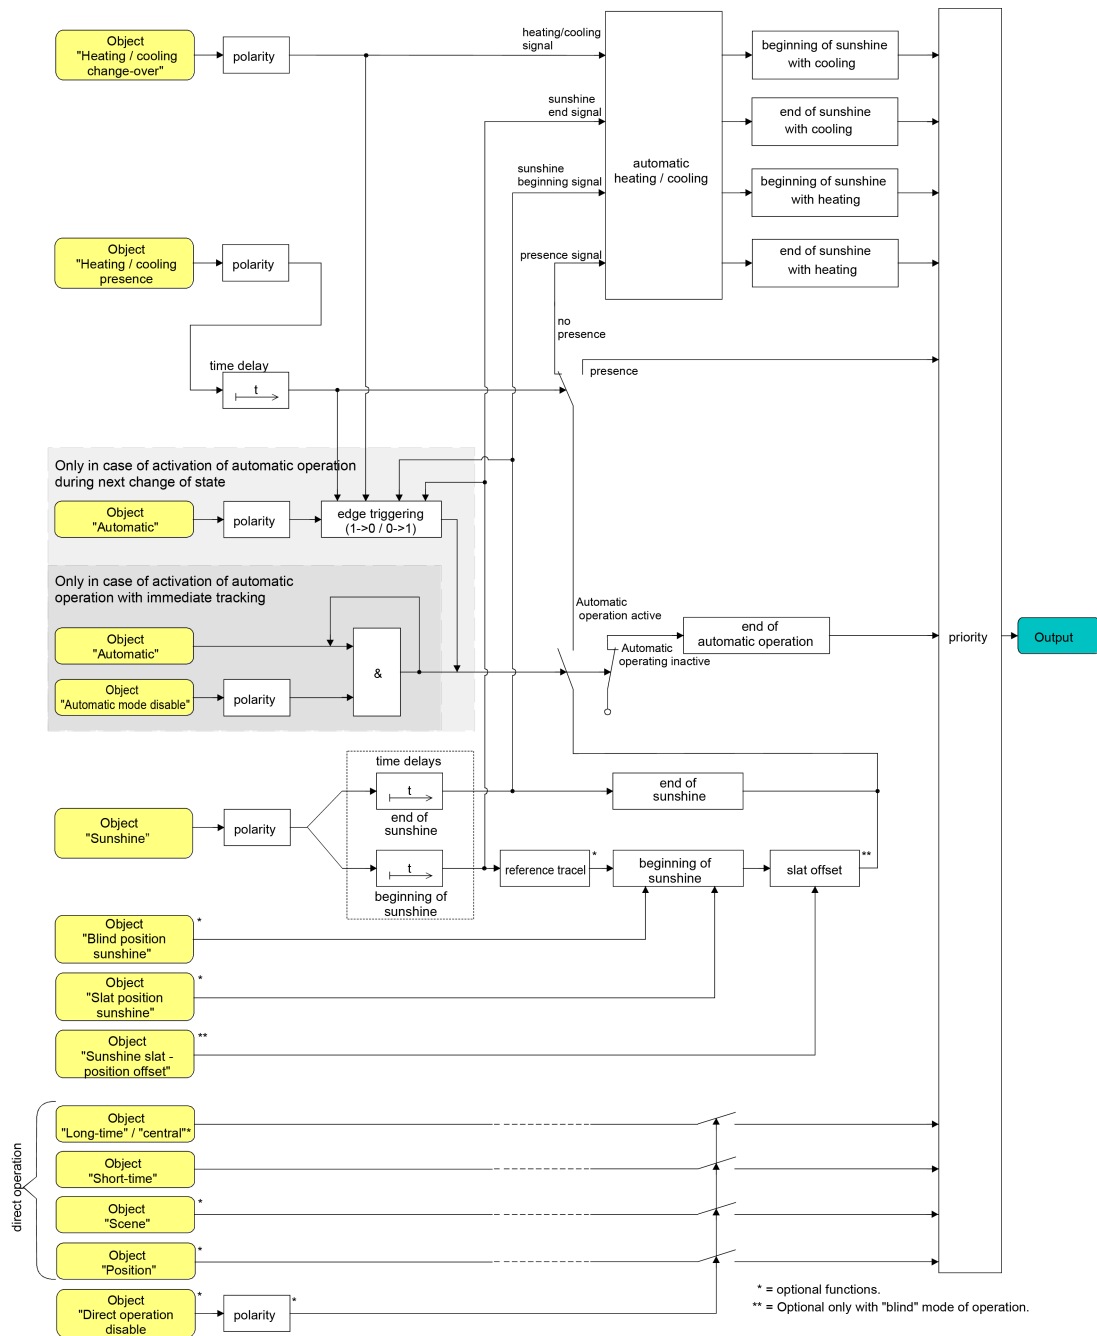 Object
"Heating / cooling
change-over"
polarity
heating/cooling
signal
beginning of sunshine
with cooling
sunshine
end signal
end of sunshine
with cooling
automatic
heating / cooling
sunshine
beginning signal
beginning of sunshine
with heating
Object
"Heating / cooling
presence
polarity
presence signal
end of sunshine
with heating
no
presence
presence
time delay
t
Only in case of activation of automatic operation
during next change of state
Object
"Automatic"
polarity
edge triggering
(1->0 / 0->1)
Only in case of activation of automatic
operation with immediate tracking
Object
"Automatic"
Object
"Automatic mode disable"
polarity
&
Automatic
operation active
Automatic
operating inactive
end of
automatic operation
priority
Output
time delays
t
end of
sunshine
end of
sunshine
Object
"Sunshine"
polarity
t
beginning of
sunshine
reference tracel
*
beginning of
sunshine
slat offset
**
Object
"Blind position
sunshine"
*
Object
"Slat position
sunshine"
*
Object
"Sunshine slat -
position offset"
**
direct operation
Object
"Long-time" / "central"*
Object
"Short-time"
Object
"Scene"
*
Object
"Position"
*
Object
"Direct operation
disable
*
polarity
*
* = optional functions.
** = Optional only with "blind" mode of operation.